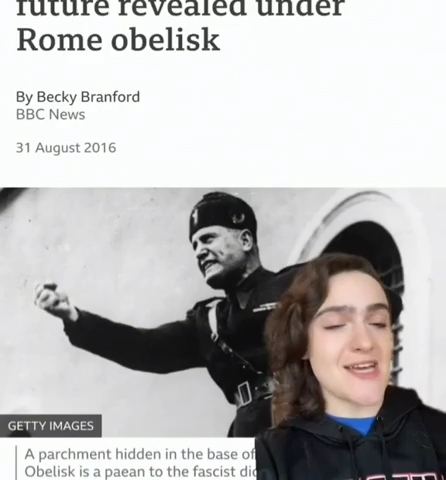 future revealed under
Rome obelisk
By Becky Branford
BBC News
31 August 2016
GETTY IMAGES
A parchment hidden in the base of
Obelisk is a paean to the fascist